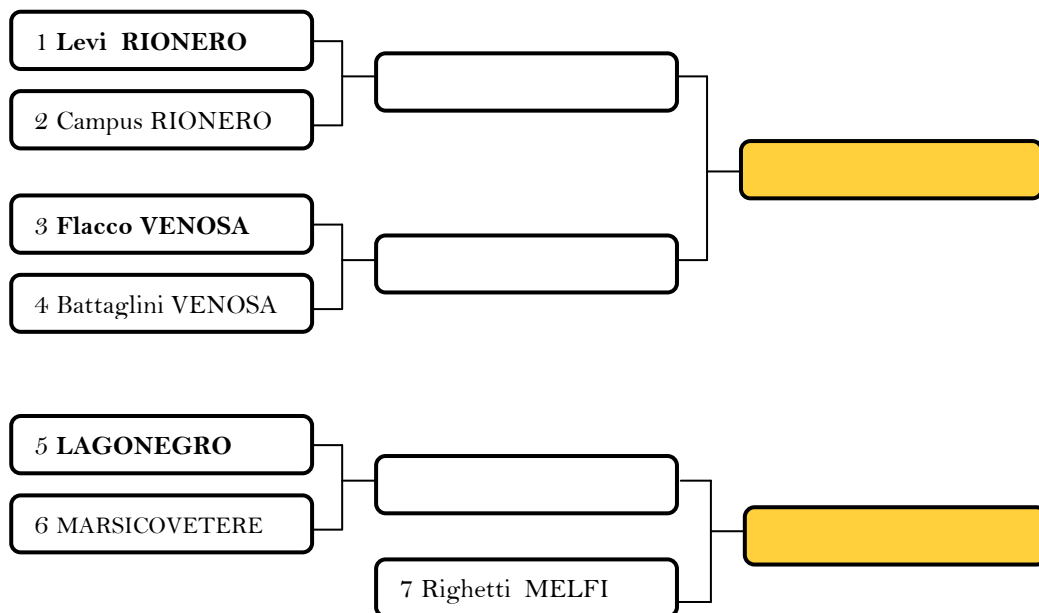 1 Levi RIONERO
2 Campus RIONERO
3 Flacco VENOSA
4 Battaglini VENOSA
5 LAGONEGRO
6 MARSICOVETERE
7 Righetti MELFI